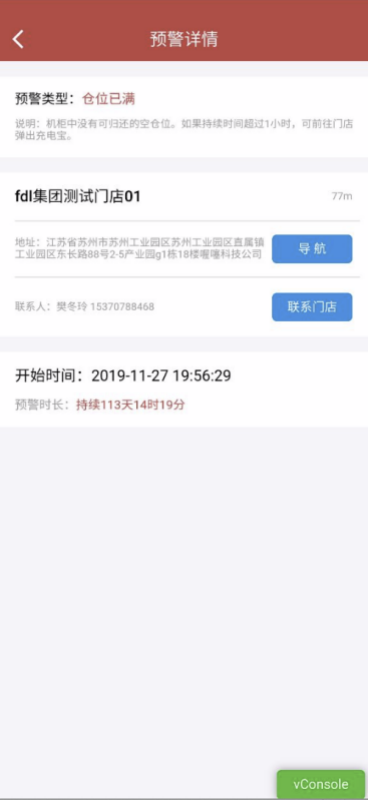 预警详情
预警类型：仓位已满
说明：机柜中没有可归还的空仓位。如果持续时间超过1小时，可前往门店
弹出充电宝。
fdl集团测试门店01
77m
地址：江苏省苏州市苏州工业园区苏州工业园区直属镇
工业园区东长路88号2-5产业园g1栋18楼喔噻科技公司
导 航
联系人：樊冬玲 15370788468
联系门店
开始时间：2019-11-27 19:56:29
预警时长：持续113天14时19分
vConsole